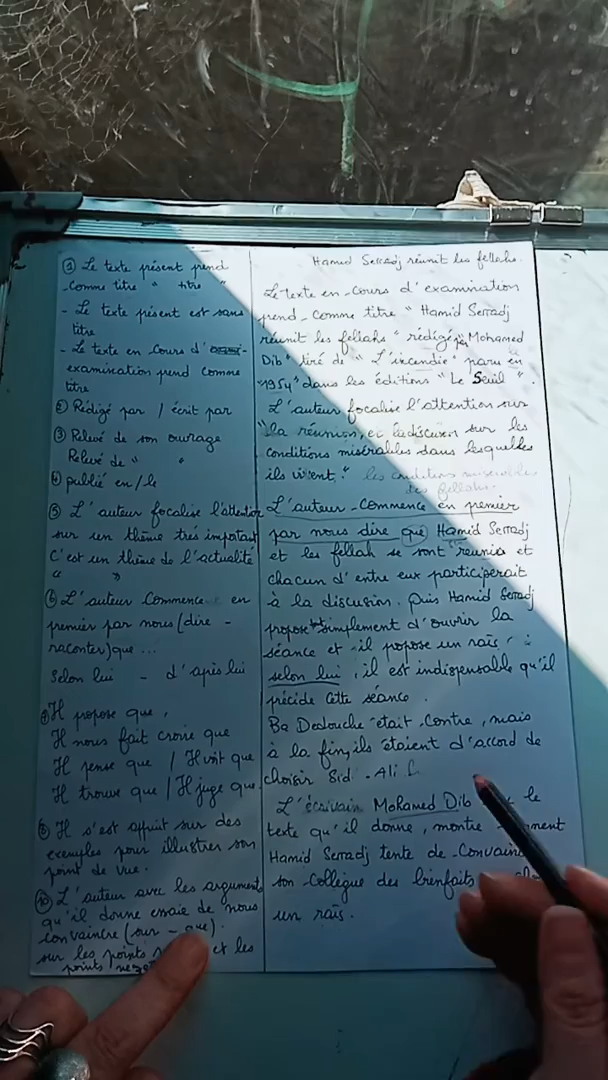 ① Le texte présent prend
comme titre " titre "
- Le texte présent est sans
titre
- Le texte en Cours d'
examination prend comme
titre
② Rédigé par / écrit par
③ Relevé de son ouvrage
Relevé de " "
④ publié en / le
⑤ L'auteur focalise l'attention
sur un thème trés important
C'est un thème de l'actualité
" "
⑥ L'auteur Commence en
premier par nous (dire -
raconter) que ...
Selon lui - d'aprés lui
Il propose que,
Il nous fait croire que
Il pense que / Il voit que
Il trouve que / Il juge que
⑧ Il s'est appuit sur des
exemples pour illustrer son
point de vue.
⑩ L'auteur avec les arguments
qu'il donne essaie de nous
convaincre (sur - que)
sur les points et les
points
Hamid Serradj réunit les fellahs.
Le texte en cours d'examination
prend comme titre "Hamid Serradj
réunit les fellahs" rédigé par Mohamed
Dib" tiré de "L'incendie" paru en
"1954" dans les éditions "Le Seuil".
L'auteur focalise l'attention sur
"la réunion, et la discusion sur les
conditions misérables dans lesquelles
ils vivent." les conditions miserables
des fellahs.
L'auteur Commence en premier
par nous dire que Hamid Serradj
et les fellah se sont réunis et
chacun d'entre eux participerait
à la discusion. Puis Hamid Serradj
propose simplement d'ouvrir la
séance et il propose un raïs :
selon lui, il est indispensable qu'il
précide cette séance.
Ba Dedouche était contre, mais
à la fin, ils étaient d'accord de
choisir Sid - Ali
L'écrivain Mohamed Dib le
texte qu'il donne, montre
Hamid Serradj tente de Convain
son Collègue des bienfaits
un raïs.